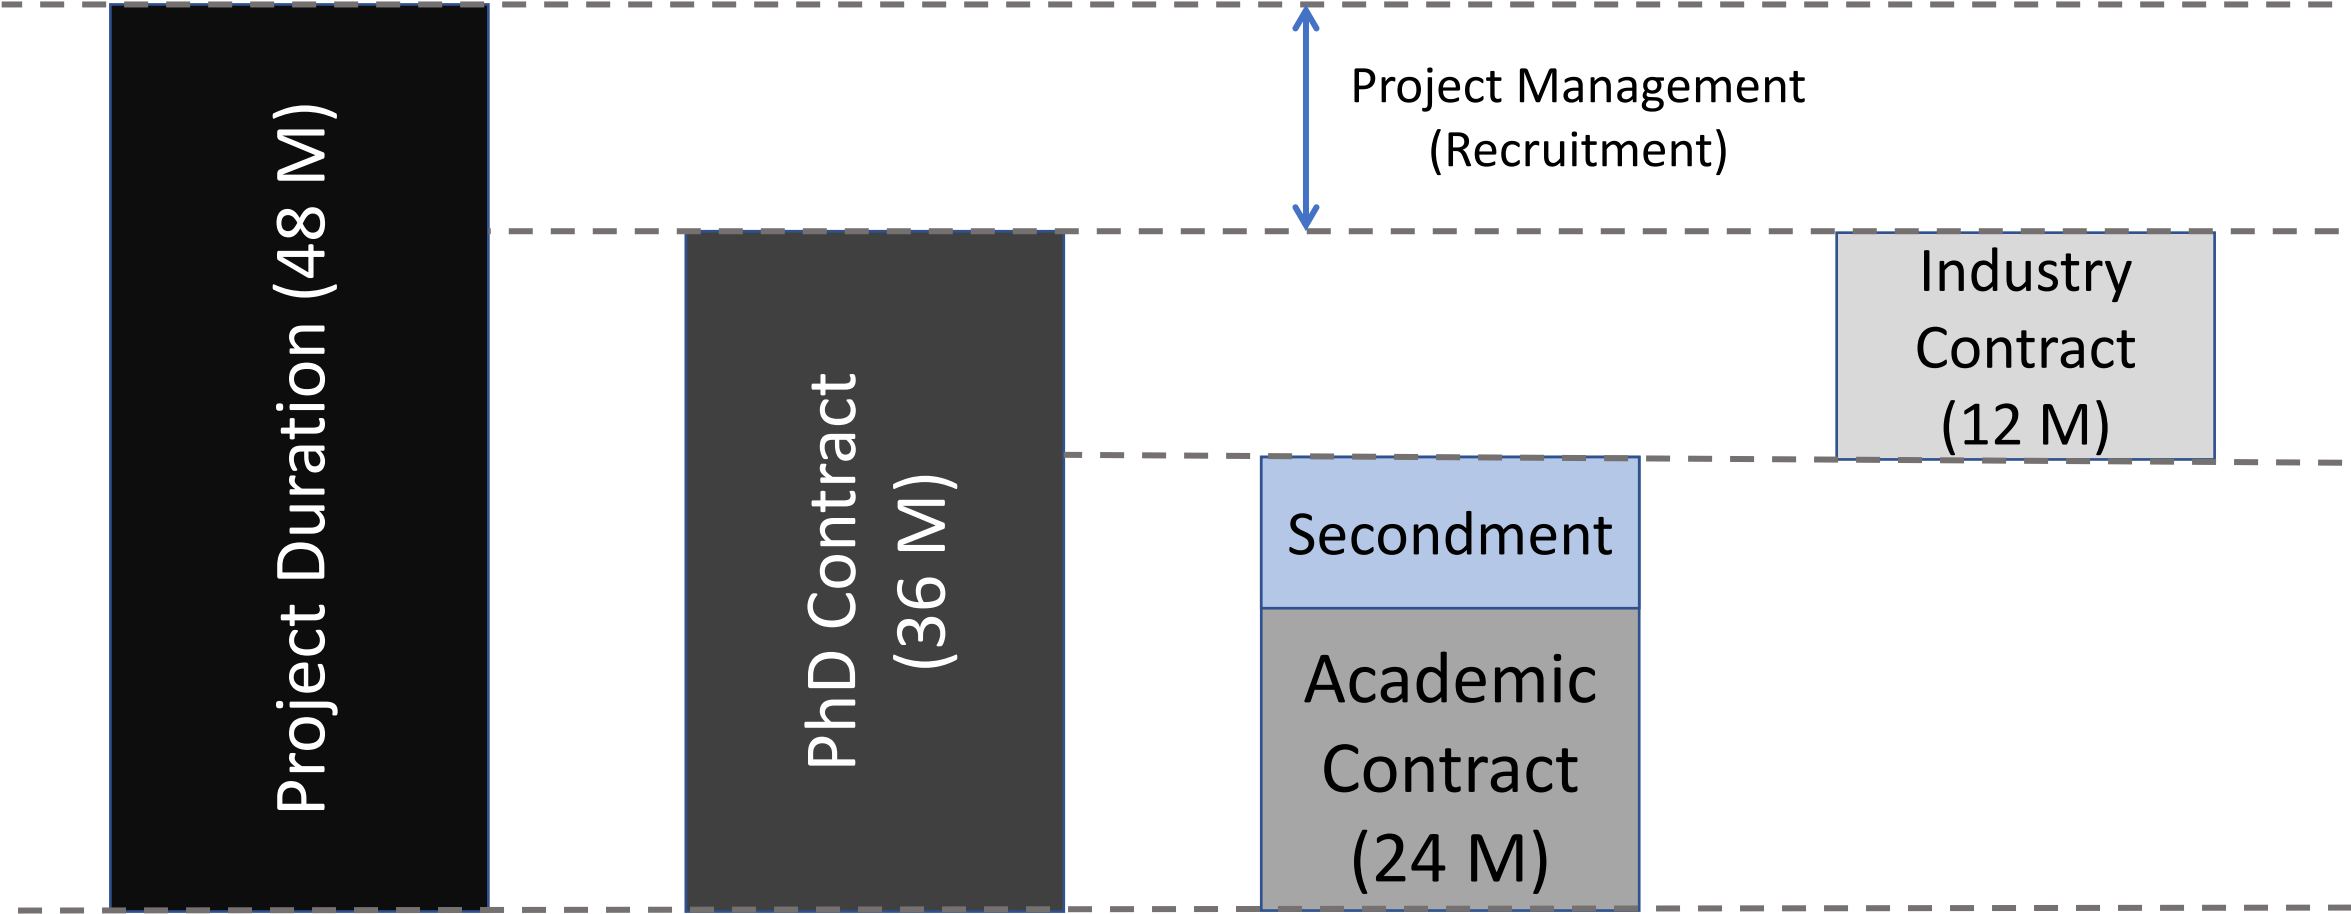 Project Duration (48 M)
PhD Contract
(36 M)
Project Management
(Recruitment)
Secondment
Academic
Contract
(24 M)
Industry
Contract
(12 M)